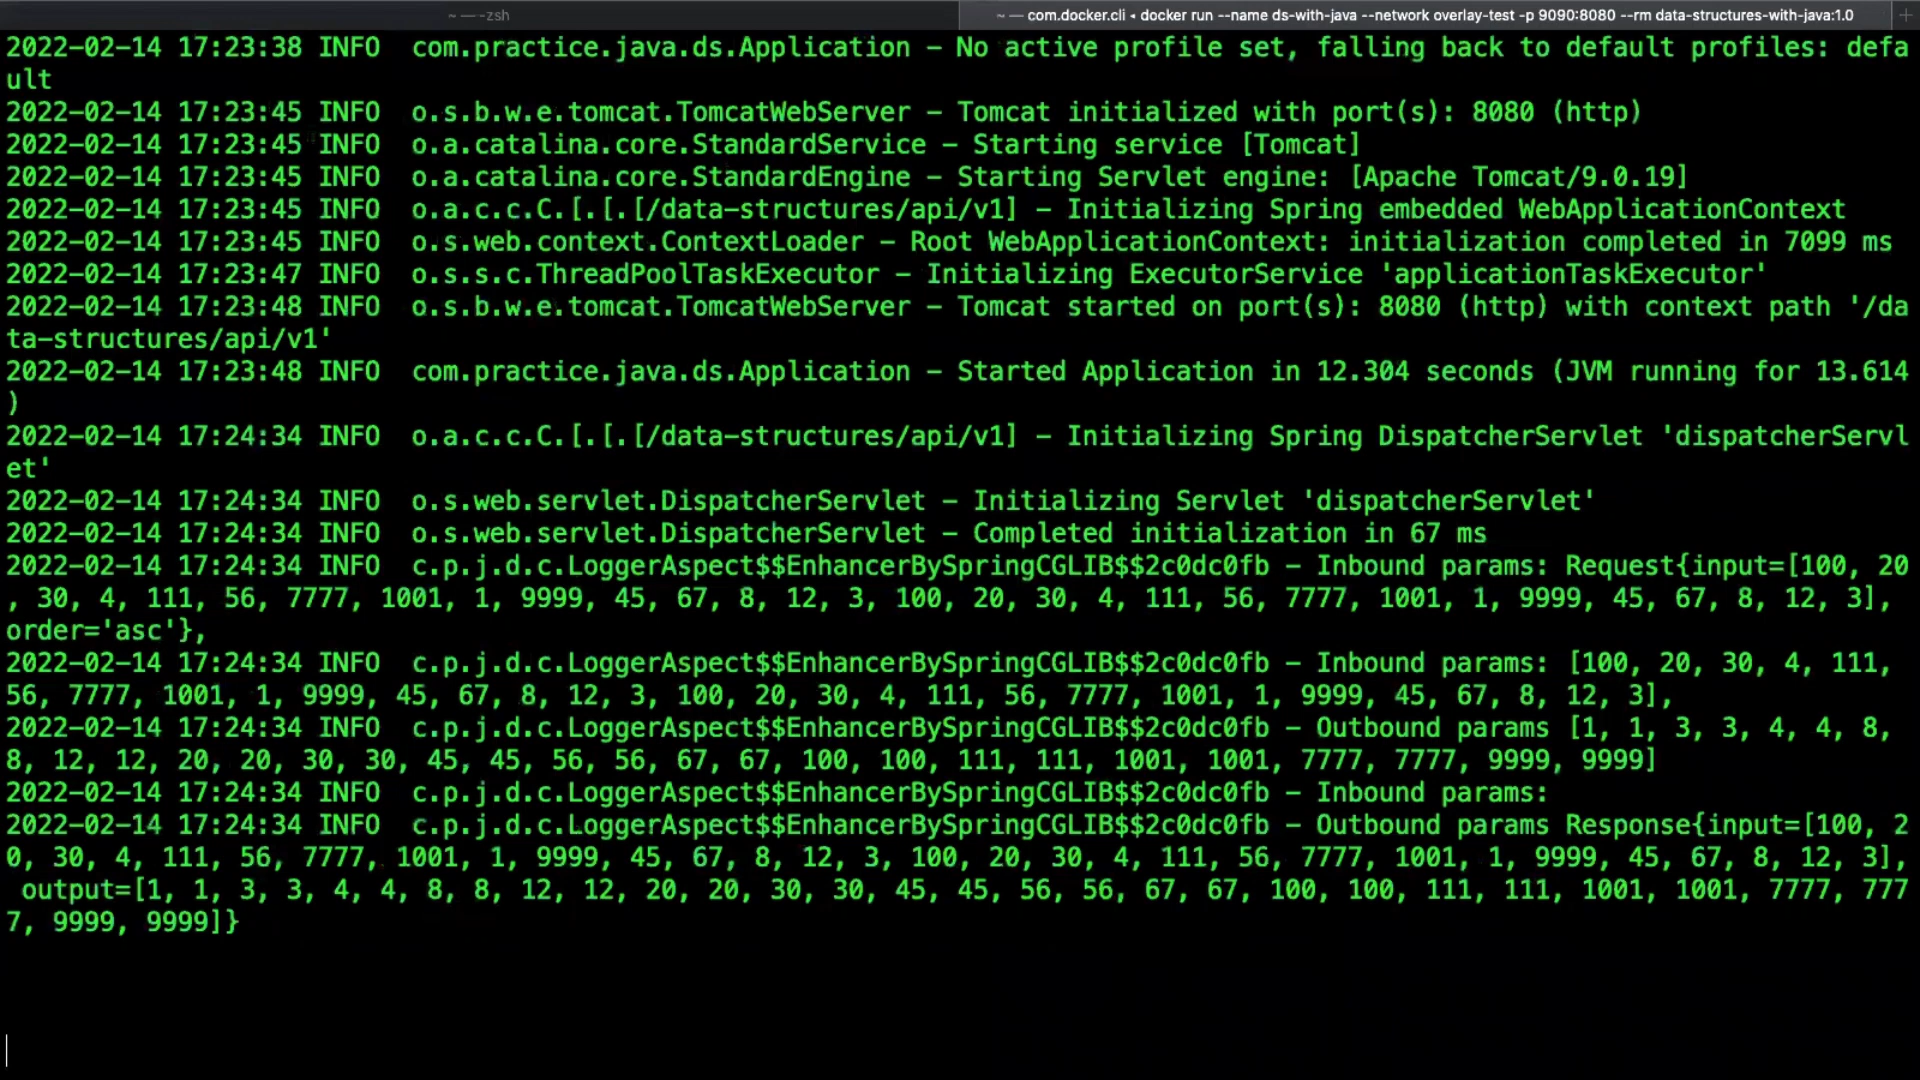 ~ — -zsh
~ — com.docker.cli ◂ docker run --name ds-with-java --network overlay-test -p 9090:8080 --rm data-structures-with-java:1.0
2022-02-14 17:23:38 INFO  com.practice.java.ds.Application - No active profile set, falling back to default profiles: defa
ult
2022-02-14 17:23:45 INFO  o.s.b.w.e.tomcat.TomcatWebServer - Tomcat initialized with port(s): 8080 (http)
2022-02-14 17:23:45 INFO  o.a.catalina.core.StandardService - Starting service [Tomcat]
2022-02-14 17:23:45 INFO  o.a.catalina.core.StandardEngine - Starting Servlet engine: [Apache Tomcat/9.0.19]
2022-02-14 17:23:45 INFO  o.a.c.c.C.[.[.[/data-structures/api/v1] - Initializing Spring embedded WebApplicationContext
2022-02-14 17:23:45 INFO  o.s.web.context.ContextLoader - Root WebApplicationContext: initialization completed in 7099 ms
2022-02-14 17:23:47 INFO  o.s.s.c.ThreadPoolTaskExecutor - Initializing ExecutorService 'applicationTaskExecutor'
2022-02-14 17:23:48 INFO  o.s.b.w.e.tomcat.TomcatWebServer - Tomcat started on port(s): 8080 (http) with context path '/da
ta-structures/api/v1'
2022-02-14 17:23:48 INFO  com.practice.java.ds.Application - Started Application in 12.304 seconds (JVM running for 13.614
)
2022-02-14 17:24:34 INFO  o.a.c.c.C.[.[.[/data-structures/api/v1] - Initializing Spring DispatcherServlet 'dispatcherServl
et'
2022-02-14 17:24:34 INFO  o.s.web.servlet.DispatcherServlet - Initializing Servlet 'dispatcherServlet'
2022-02-14 17:24:34 INFO  o.s.web.servlet.DispatcherServlet - Completed initialization in 67 ms
2022-02-14 17:24:34 INFO  c.p.j.d.c.LoggerAspect$$EnhancerBySpringCGLIB$$2c0dc0fb - Inbound params: Request{input=[100, 20
, 30, 4, 111, 56, 7777, 1001, 1, 9999, 45, 67, 8, 12, 3, 100, 20, 30, 4, 111, 56, 7777, 1001, 1, 9999, 45, 67, 8, 12, 3],
order='asc'},
2022-02-14 17:24:34 INFO  c.p.j.d.c.LoggerAspect$$EnhancerBySpringCGLIB$$2c0dc0fb - Inbound params: [100, 20, 30, 4, 111,
56, 7777, 1001, 1, 9999, 45, 67, 8, 12, 3, 100, 20, 30, 4, 111, 56, 7777, 1001, 1, 9999, 45, 67, 8, 12, 3],
2022-02-14 17:24:34 INFO  c.p.j.d.c.LoggerAspect$$EnhancerBySpringCGLIB$$2c0dc0fb - Outbound params [1, 1, 3, 3, 4, 4, 8,
8, 12, 12, 20, 20, 30, 30, 45, 45, 56, 56, 67, 67, 100, 100, 111, 111, 1001, 1001, 7777, 7777, 9999, 9999]
2022-02-14 17:24:34 INFO  c.p.j.d.c.LoggerAspect$$EnhancerBySpringCGLIB$$2c0dc0fb - Inbound params:
2022-02-14 17:24:34 INFO  c.p.j.d.c.LoggerAspect$$EnhancerBySpringCGLIB$$2c0dc0fb - Outbound params Response{input=[100, 2
0, 30, 4, 111, 56, 7777, 1001, 1, 9999, 45, 67, 8, 12, 3, 100, 20, 30, 4, 111, 56, 7777, 1001, 1, 9999, 45, 67, 8, 12, 3],
 output=[1, 1, 3, 3, 4, 4, 8, 8, 12, 12, 20, 20, 30, 30, 45, 45, 56, 56, 67, 67, 100, 100, 111, 111, 1001, 1001, 7777, 777
7, 9999, 9999]}